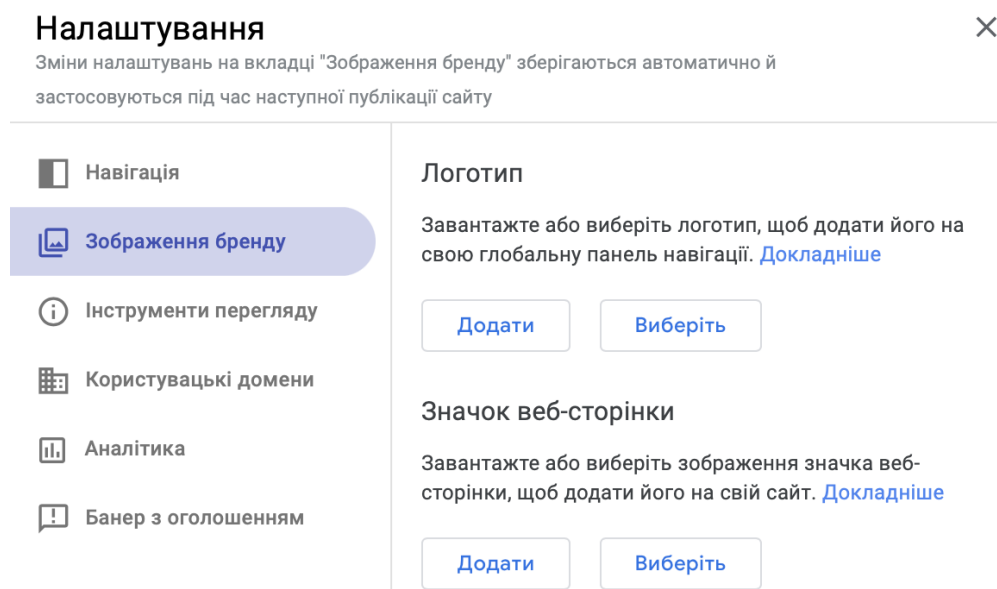 Налаштування
Зміни налаштувань на вкладці "Зображення бренду" зберігаються автоматично й
застосовуються під час наступної публікації сайту
Навігація
Зображення бренду
Інструменти перегляду
Користувацькі домени
Аналітика
Банер з оголошенням
Логотип
Завантажте або виберіть логотип, щоб додати його на
свою глобальну панель навігації. Докладніше
Додати Виберіть
Значок веб-сторінки
Завантажте або виберіть зображення значка веб-
сторінки, щоб додати його на свій сайт. Докладніше
Додати Виберіть